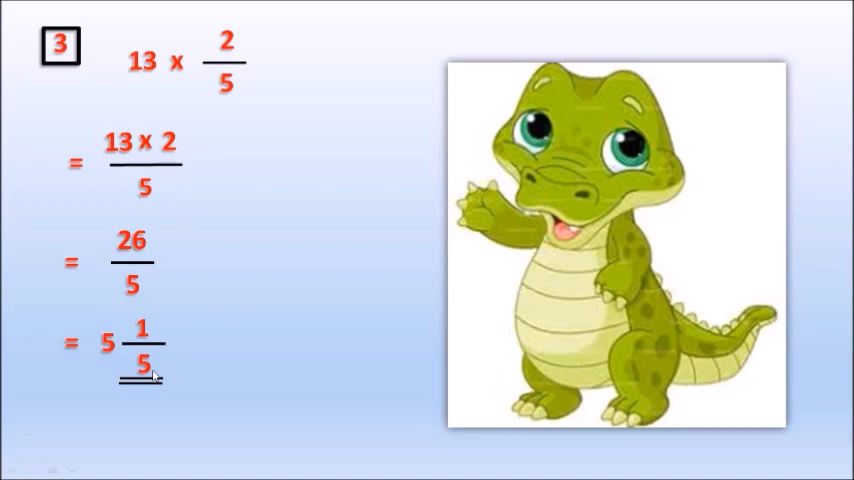 3
13 x 2/5
= 13 x 2/5
= 26/5
= 5 1/5